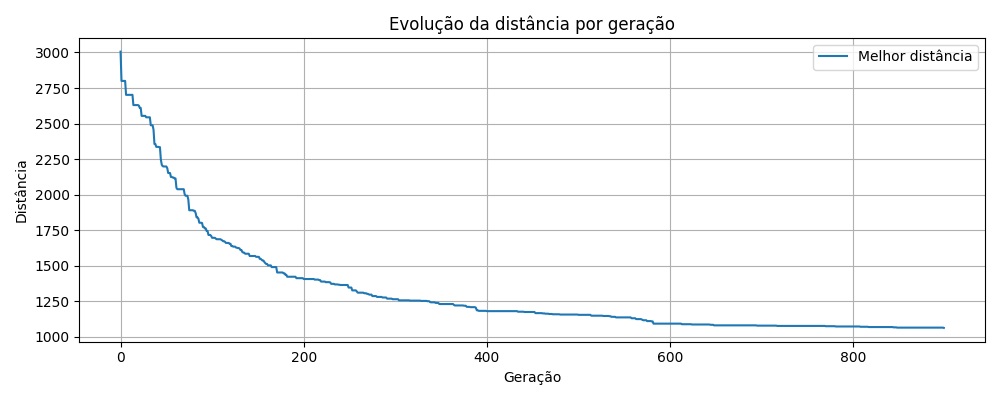 Evolução da distância por geração
Melhor distância
Distância
3000
2750
2500
2250
2000
1750
1500
1250
1000
0 200 400 600 800
Geração